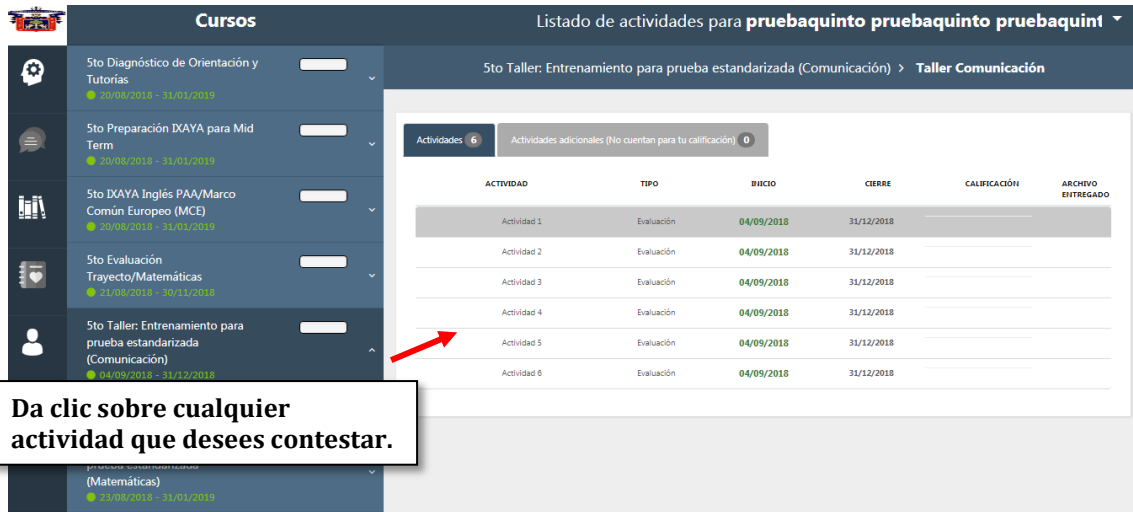 Cursos
Listado de actividades para pruebaquinto pruebaquinto pruebaquint
5to Diagnóstico de Orientación y
Tutorías
20/08/2018 - 31/01/2019
5to Preparación IXAYA para Mid
Term
20/08/2018 - 31/01/2019
5to IXAYA Inglés PAA/Marco
Común Europeo (MCE)
20/08/2018 - 31/01/2019
5to Evaluación
Trayecto/Matemáticas
21/08/2018 - 30/11/2018
5to Taller: Entrenamiento para
prueba estandarizada
(Comunicación)
04/09/2018 - 31/12/2018
prueba estandarizada
(Matemáticas)
23/08/2018 - 31/01/2019
5to Taller: Entrenamiento para prueba estandarizada (Comunicación) > Taller Comunicación
Actividades 6 Actividades adicionales (No cuentan para tu calificación) 0
ACTIVIDAD TIPO INICIO CIERRE CALIFICACIÓN ARCHIVO
ENTREGADO
Actividad 1 Evaluación 04/09/2018 31/12/2018
Actividad 2 Evaluación 04/09/2018 31/12/2018
Actividad 3 Evaluación 04/09/2018 31/12/2018
Actividad 4 Evaluación 04/09/2018 31/12/2018
Actividad 5 Evaluación 04/09/2018 31/12/2018
Actividad 6 Evaluación 04/09/2018 31/12/2018
Da clic sobre cualquier
actividad que desees contestar.